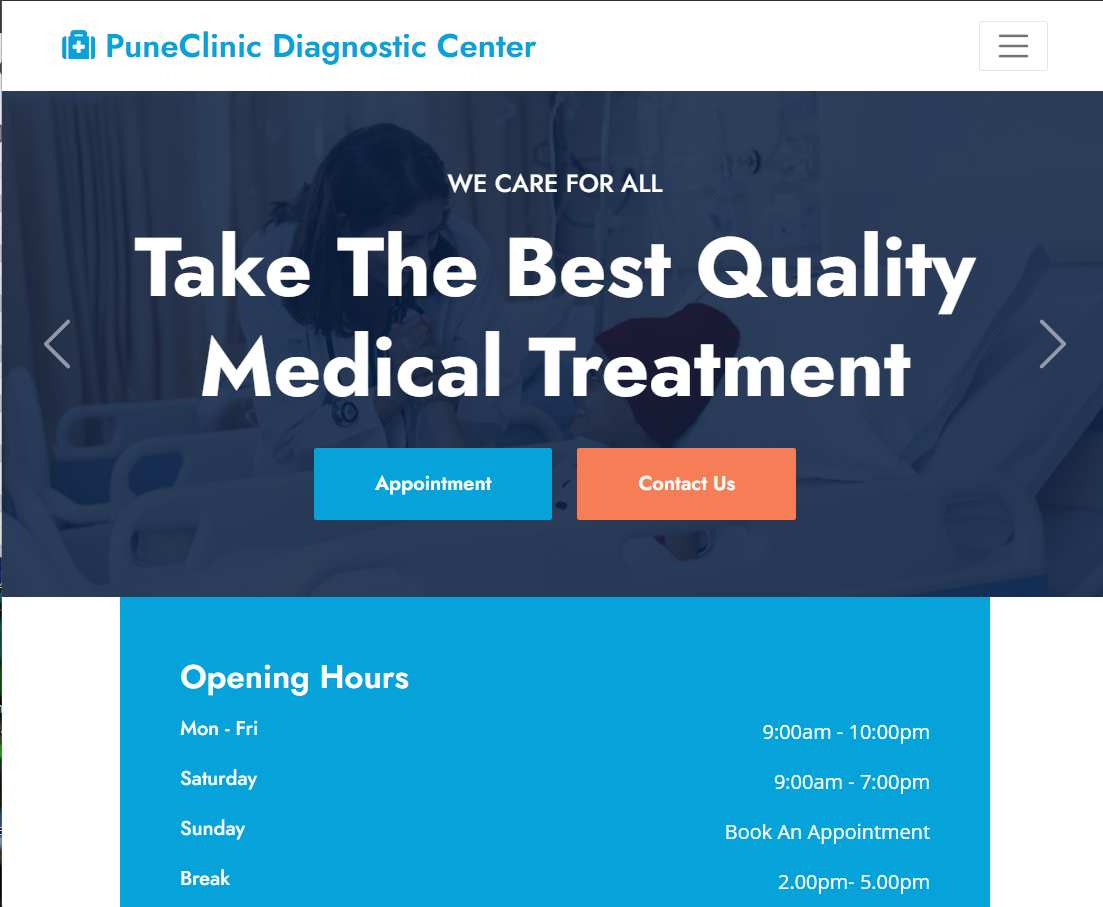 PuneClinic Diagnostic Center
WE CARE FOR ALL
Take The Best Quality
Medical Treatment
Appointment
Contact Us
Opening Hours
Mon - Fri
9:00am - 10:00pm
Saturday
9:00am - 7:00pm
Sunday
Book An Appointment
Break
2.00pm- 5.00pm